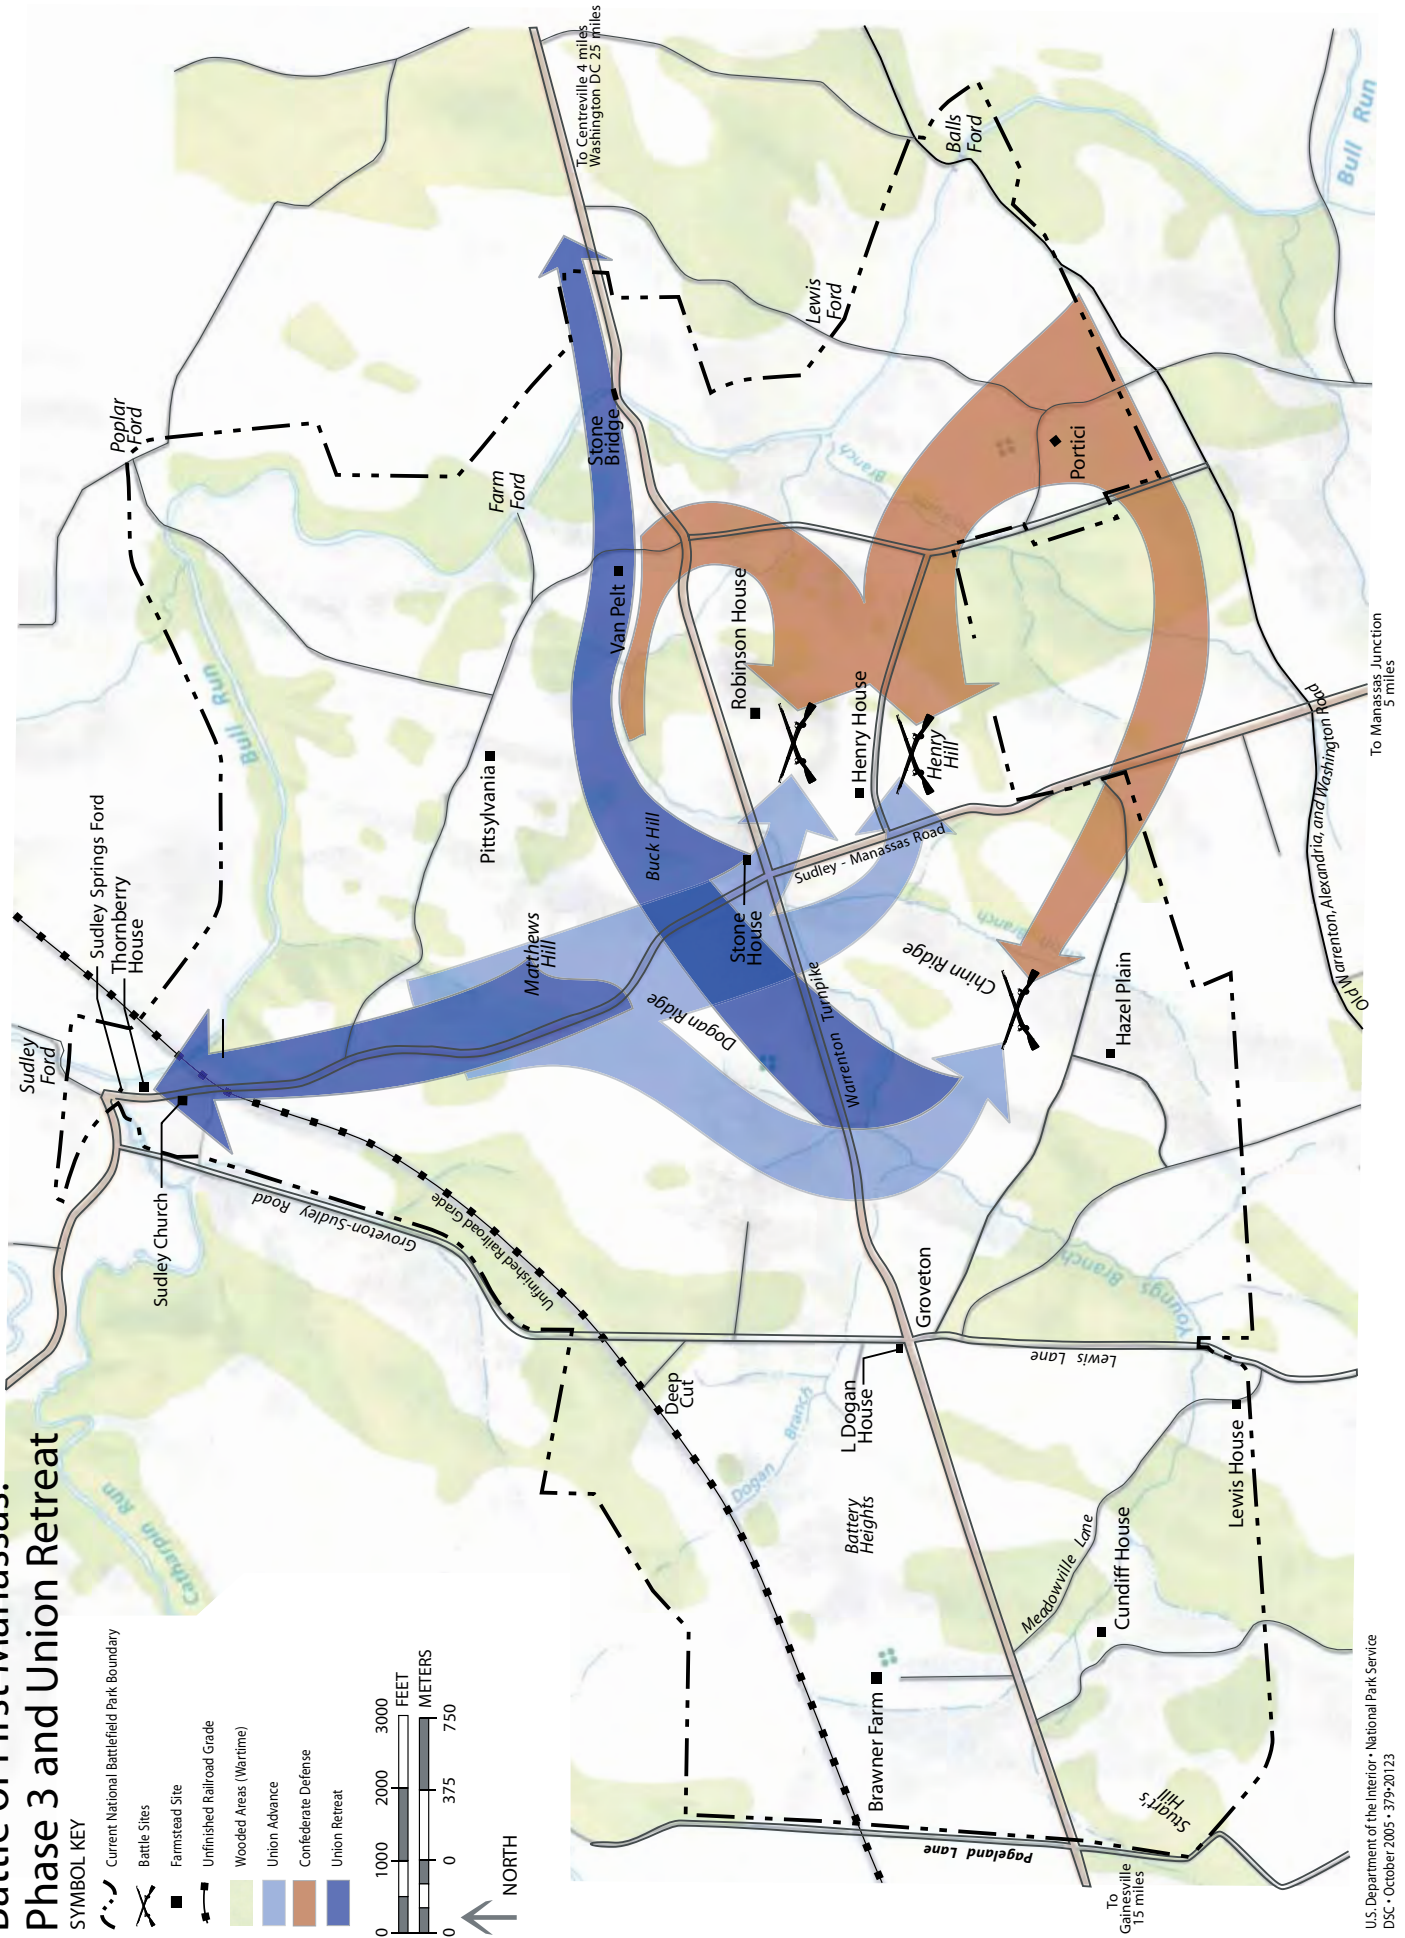 Phase 3 and Union Retreat
SYMBOL KEY
Current National Battlefield Park Boundary
Battle Sites
Farmstead Site
Unfinished Railroad Grade
Wooded Areas (Wartime)
Union Advance
Confederate Defense
Union Retreat
0 1000 2000 3000 FEET
0 0 375 750 METERS
NORTH
Catharpin Run
Sudley Church
Sudley
Ford
Sudley Springs Ford
Thornberry
House
Poplar
Ford
Bull Run
Groveton-Sudley Road
Unfinished Railroad Grade
Pittsylvania
Matthews
Hill
Farm
Ford
Buck Hill
Van Pelt
Stone
Bridge
To Centreville 4 miles
Washington DC 25 miles
Deep
Cut
Dogan Ridge
Stone
House
Robinson House
Dogan Branch
Battery
Heights
L Dogan
House
Groveton
Warrenton Turnpike
Sudley - Manassas Road
Henry House
Henry
Hill
Lewis
Ford
Balls
Ford
Branch
Branch
Chinn Ridge
Portici
Bull Run
Brawner Farm
Pageland Lane
Meadowville Lane
Cundiff House
Lewis Lane
Youngs Branch
Hazel Plain
Lewis House
Stuart's
Hill
To
Gainesville
15 miles
Old Warrenton, Alexandria, and Washington Road
To Manassas Junction
5 miles
U.S. Department of the Interior • National Park Service
DSC • October 2005 • 379•20123